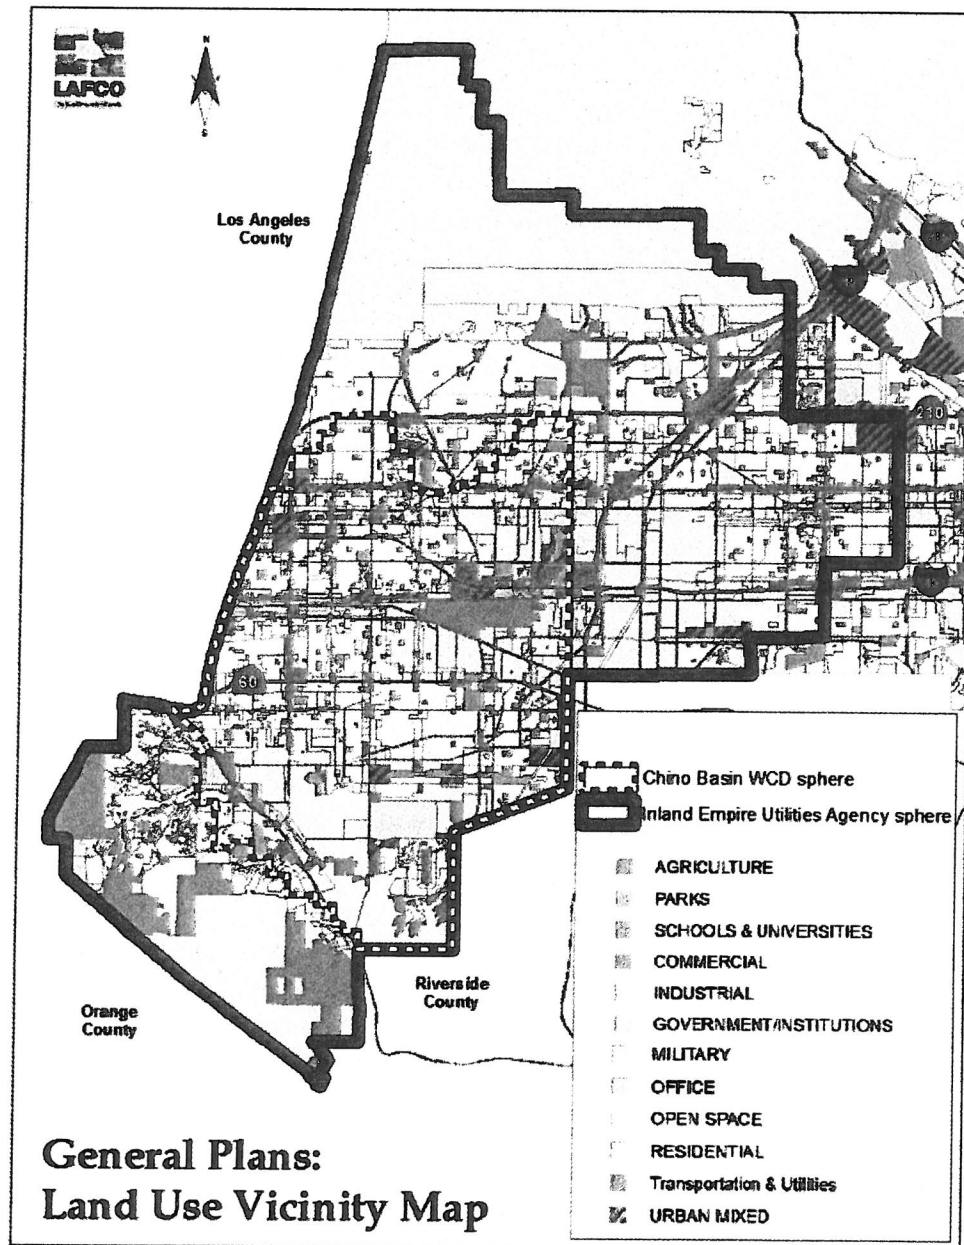 LAFCO
N
S
Los Angeles
County
210
60
Chino Basin WCD sphere
Inland Empire Utilities Agency sphere
AGRICULTURE
PARKS
SCHOOLS & UNIVERSITIES
COMMERCIAL
INDUSTRIAL
GOVERNMENT/INSTITUTIONS
MILITARY
OFFICE
OPEN SPACE
RESIDENTIAL
Transportation & Utilities
URBAN MIXED
Riverside
County
Orange
County
General Plans:
Land Use Vicinity Map